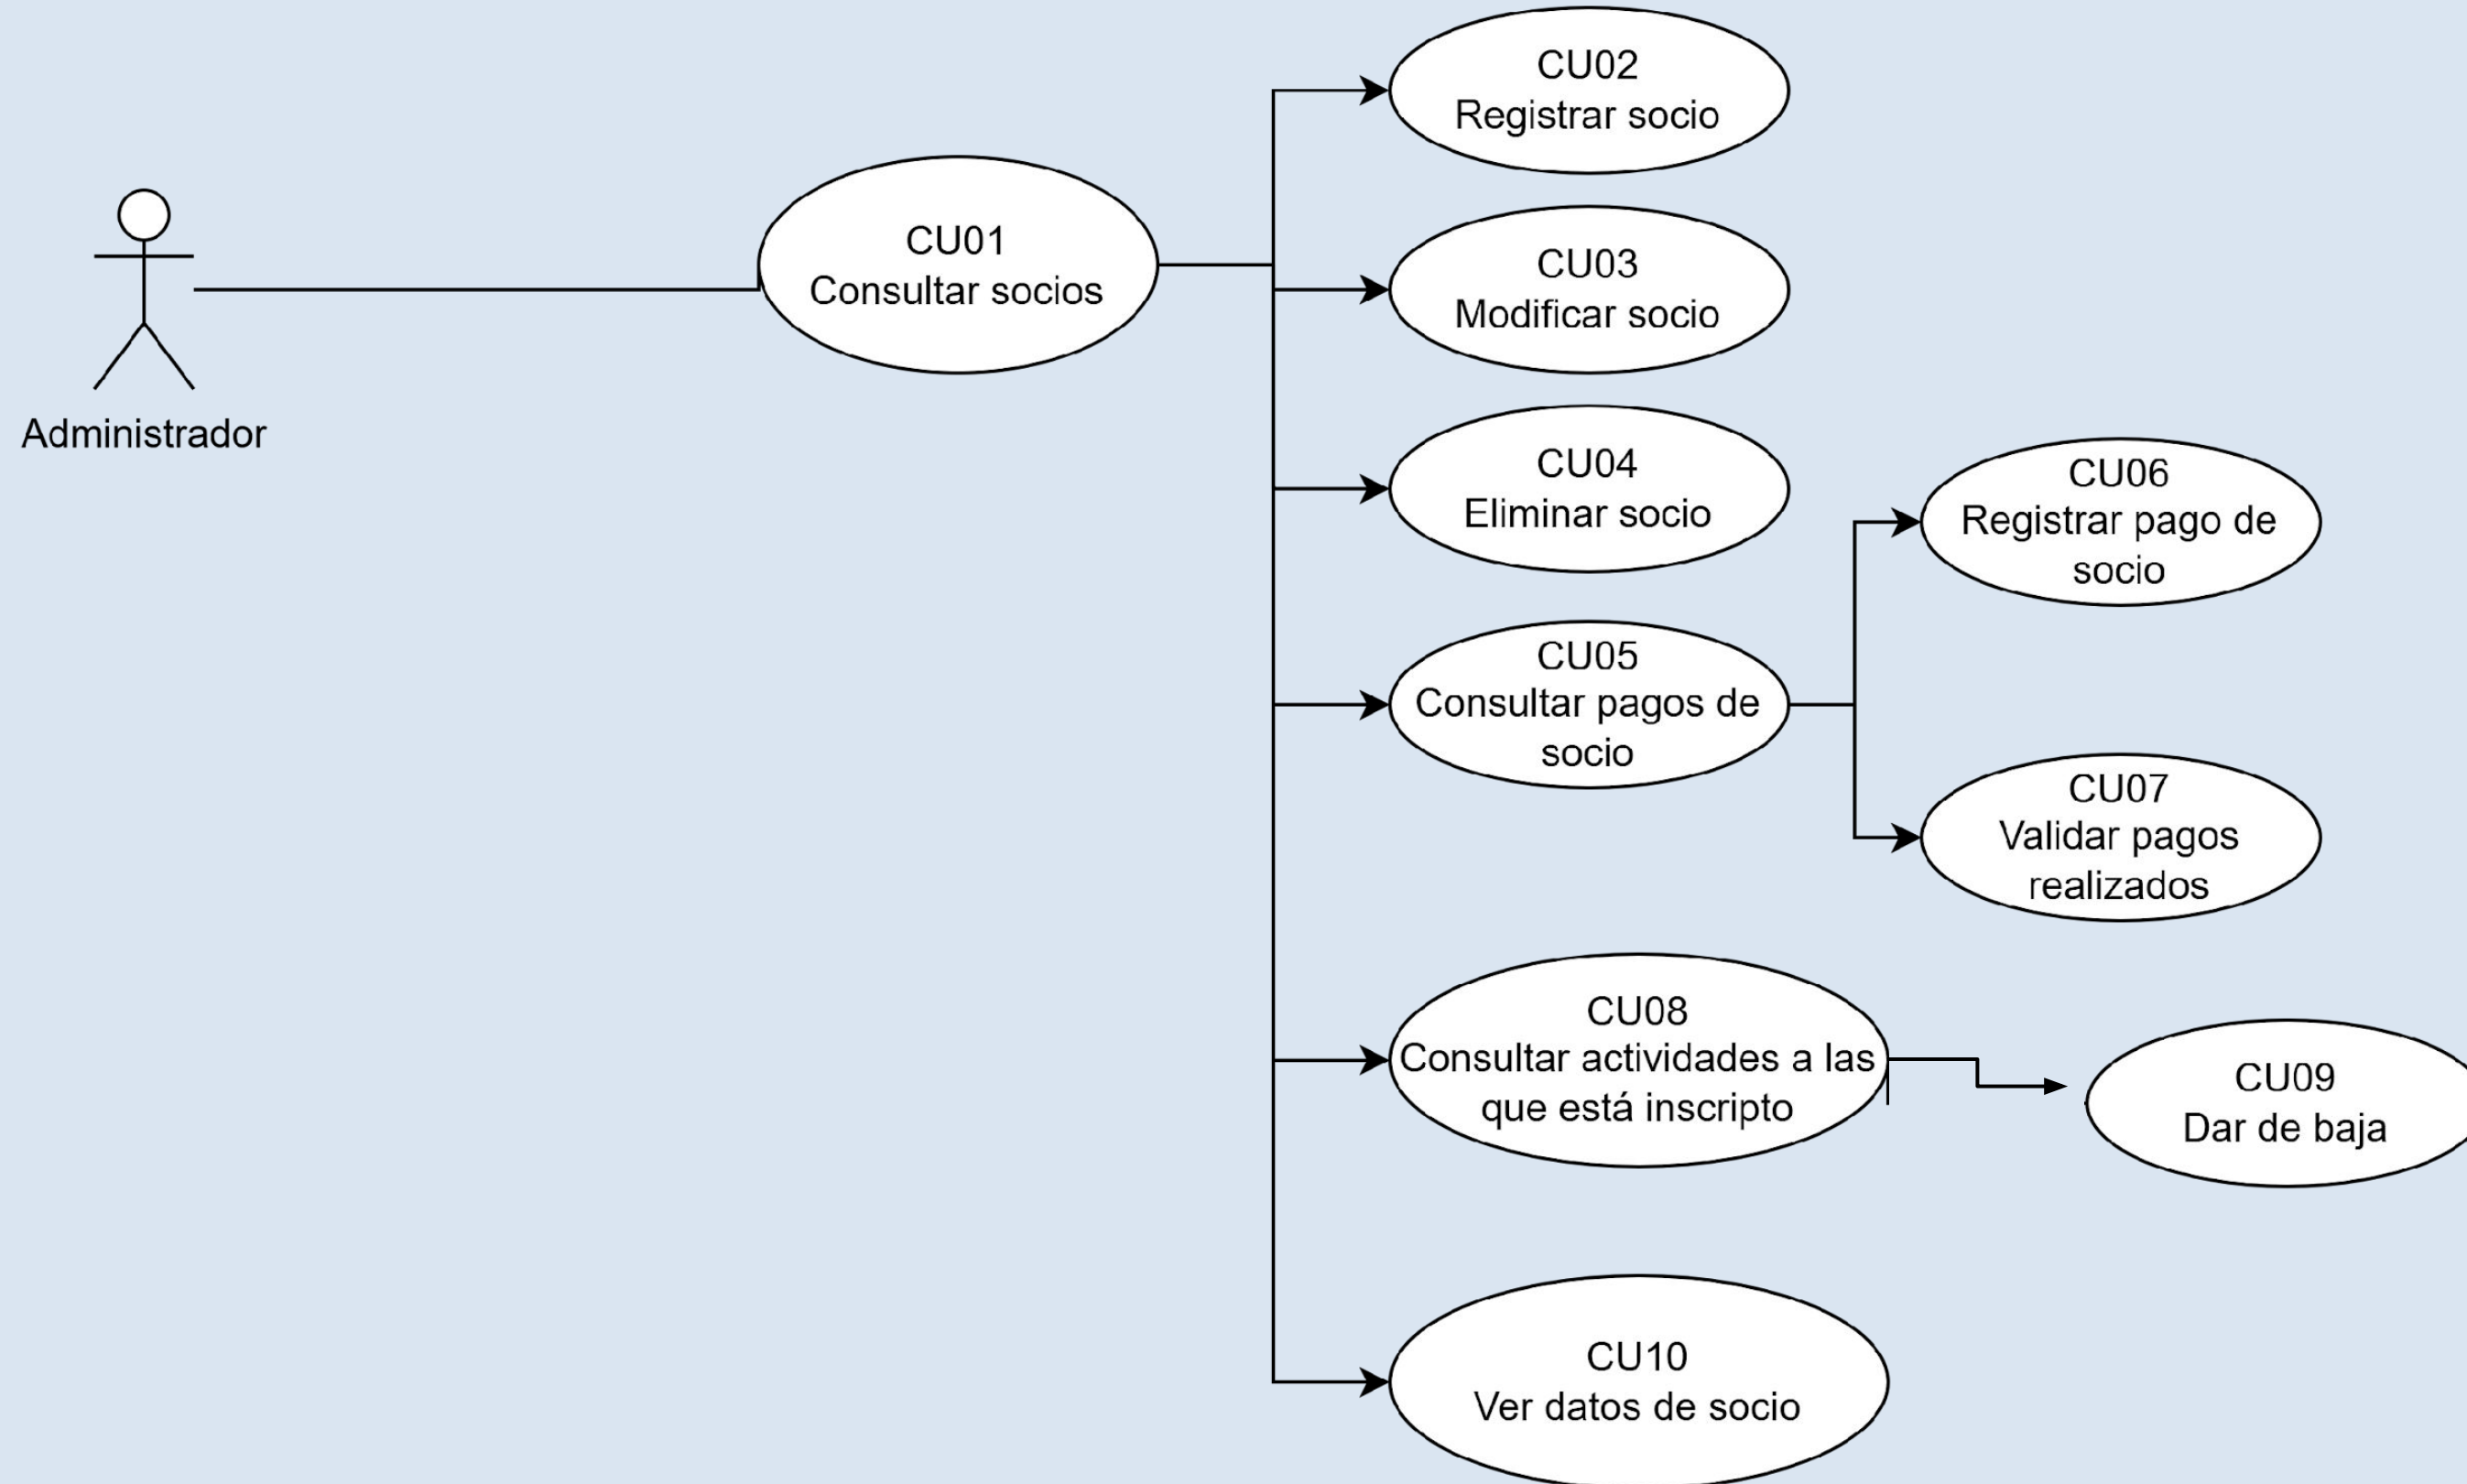 Administrador
CU01
Consultar socios
CU02
Registrar socio
CU03
Modificar socio
CU04
Eliminar socio
CU05
Consultar pagos de
socio
CU06
Registrar pago de
socio
CU07
Validar pagos
realizados
CU08
Consultar actividades a las
que está inscripto
CU09
Dar de baja
CU10
Ver datos de socio